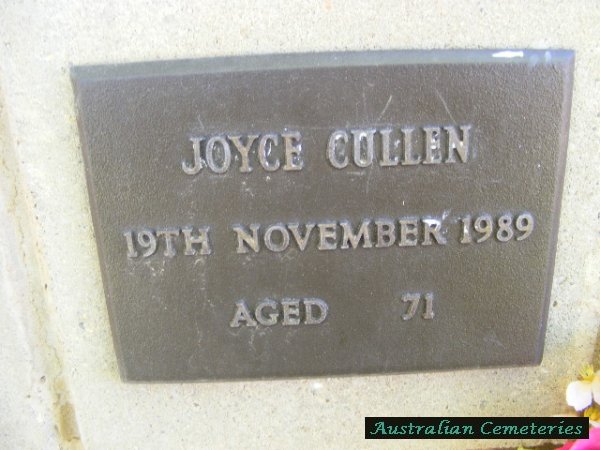 JOYCE CULLEN
19TH NOVEMBER 1989
AGED 71
Australian Cemeteries